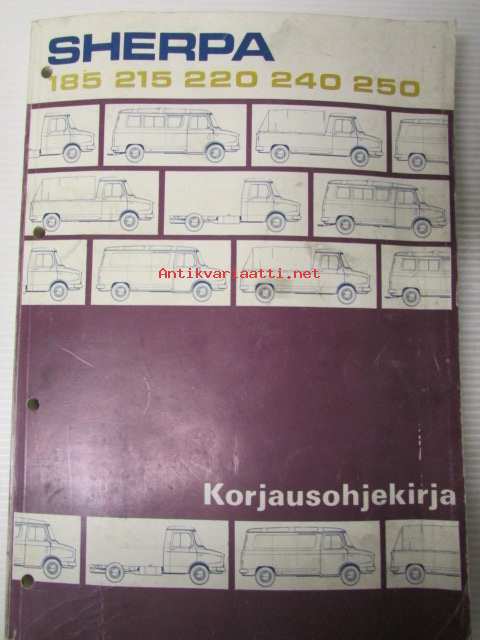 SHERPA
185 215 220 240 250
Antikvariaatti.net
Korjausohjekirja